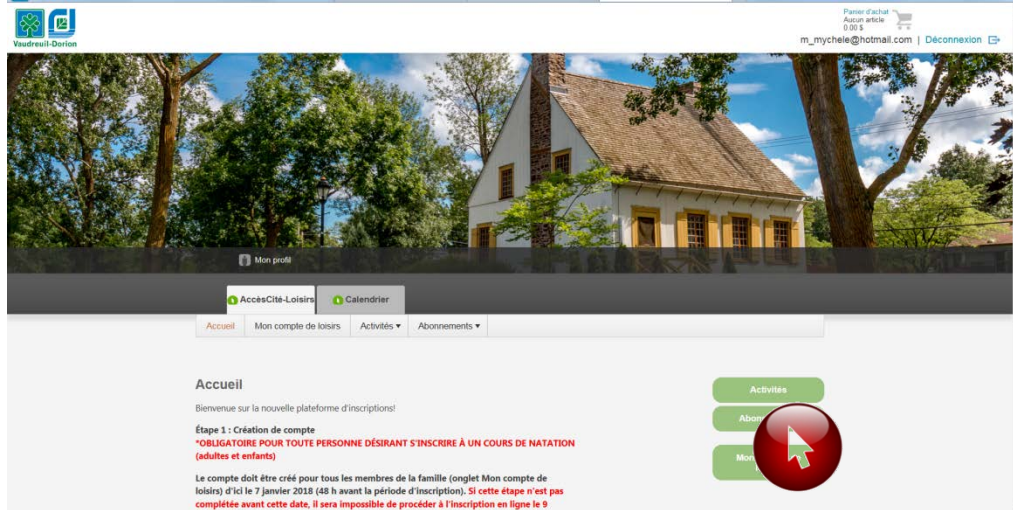 Vaudreuil-Dorion
Panier d'achat
Aucun article
0.00 $
m_mychele@hotmail.com | Déconnexion
Mon profil
AccèsCité-Loisirs
Calendrier
Accueil
Mon compte de loisirs
Activités
Abonnements
Accueil
Bienvenue sur la nouvelle plateforme d'inscriptions!
Étape 1 : Création de compte
*OBLIGATOIRE POUR TOUTE PERSONNE DÉSIRANT S'INSCRIRE À UN COURS DE NATATION
(adultes et enfants)
Le compte doit être créé pour tous les membres de la famille (onglet Mon compte de
loisirs) d'ici le 7 janvier 2018 (48 h avant la période d'inscription). Si cette étape n'est pas
complétée avant cette date, il sera impossible de procéder à l'inscription en ligne le 9
Activités